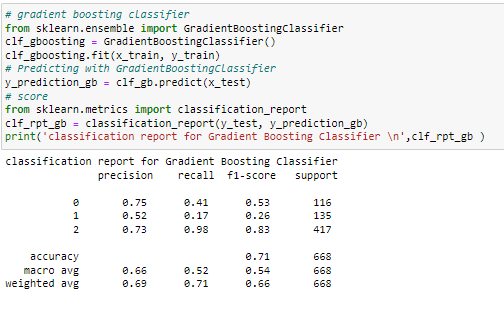 # gradient boosting classifier
from sklearn.ensemble import GradientBoostingClassifier
clf_gboosting = GradientBoostingClassifier()
clf_gboosting.fit(x_train, y_train)
# Predicting with GradientBoostingClassifier
y_prediction_gb = clf_gb.predict(x_test)
# score
from sklearn.metrics import classification_report
clf_rpt_gb = classification_report(y_test, y_prediction_gb)
print('classification report for Gradient Boosting Classifier \n',clf_rpt_gb )
classification report for Gradient Boosting Classifier
precision recall f1-score support
0 0.75 0.41 0.53 116
1 0.52 0.17 0.26 135
2 0.73 0.98 0.83 417
accuracy 0.71 668
macro avg 0.66 0.52 0.54 668
weighted avg 0.69 0.71 0.66 668